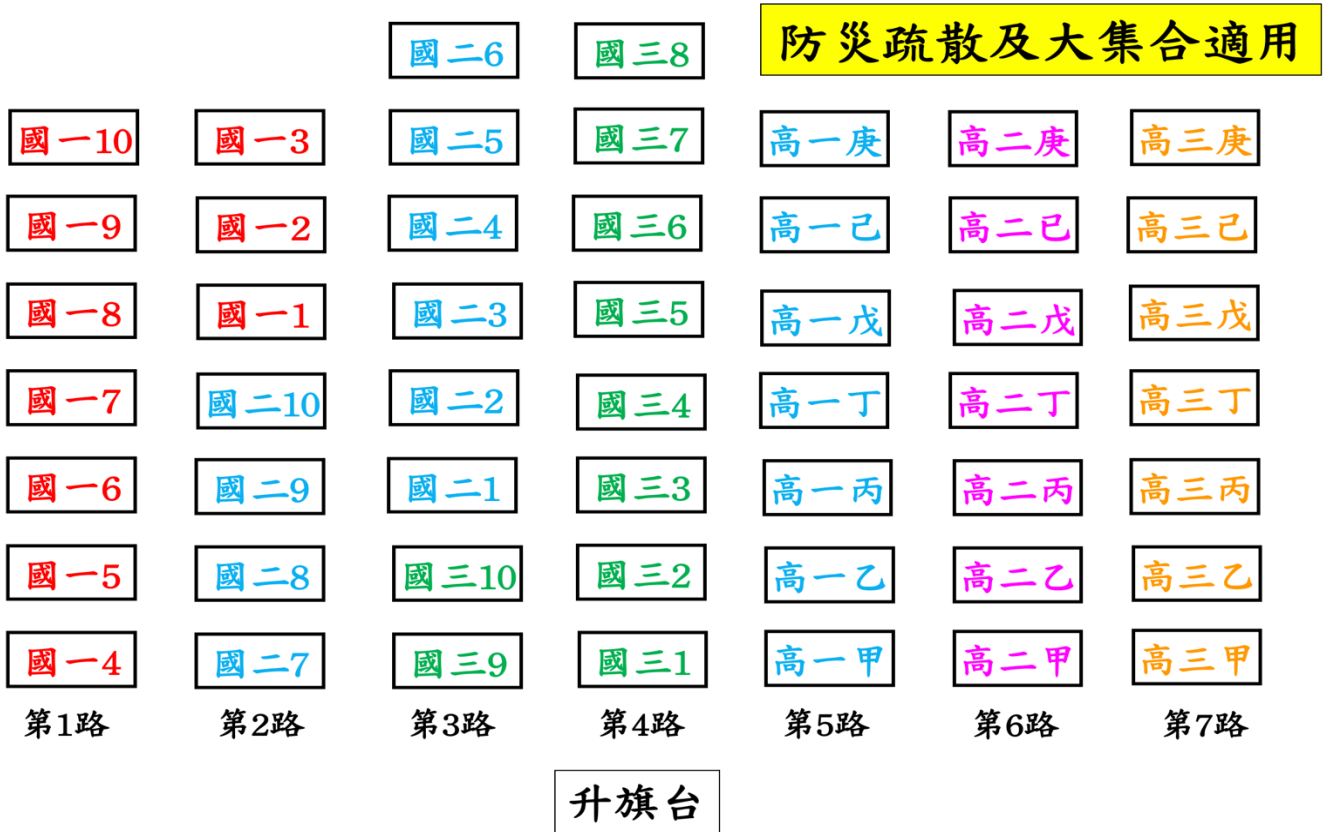 防災疏散及大集合適用
國二6 國三8
國一10 國一3 國二5 國三7 高一庚 高二庚 高三庚
國一9 國一2 國二4 國三6 高一己 高二已 高三己
國一8 國一1 國二3 國三5 高一戊 高二戊 高三戊
國一7 國二10 國二2 國三4 高一丁 高二丁 高三丁
國一6 國二9 國二1 國三3 高一丙 高二丙 高三丙
國一5 國二8 國三10 國三2 高一乙 高二乙 高三乙
國一4 國二7 國三9 國三1 高一甲 高二甲 高三甲
第1路 第2路 第3路 第4路 第5路 第6路 第7路
升旗台